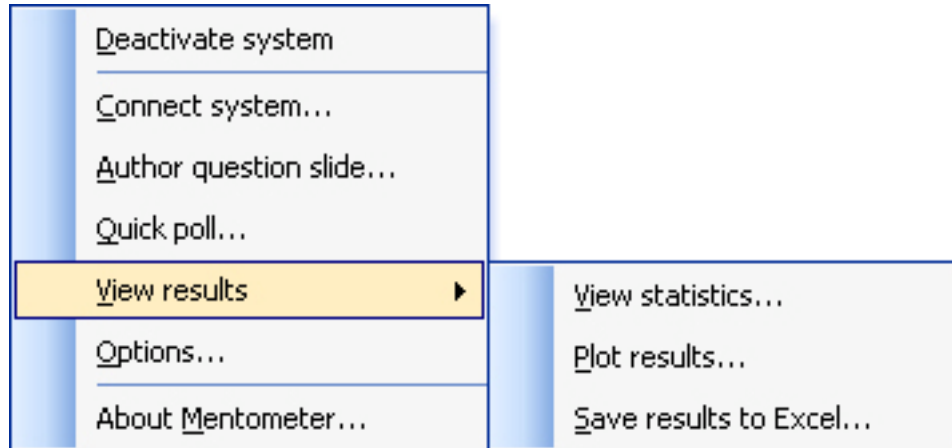 Deactivate system
Connect system...
Author question slide...
Quick poll...
View results
Options...
About Mentometer...
View statistics...
Plot results...
Save results to Excel...